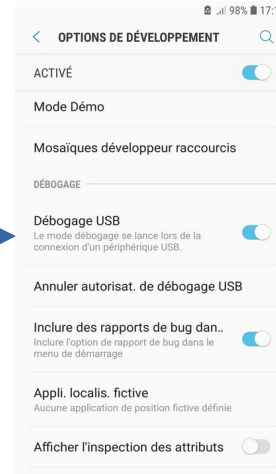 98% 17:1
OPTIONS DE DÉVELOPPEMENT
ACTIVÉ
Mode Démo
Mosaïques développeur raccourcis
DÉBOGAGE
Débogage USB
Le mode débogage se lance lors de la
connexion d'un périphérique USB.
Annuler autorisat. de débogage USB
Inclure des rapports de bug dan..
Inclure l'option de rapport de bug dans le
menu de démarrage
Appli. localis. fictive
Aucune application de position fictive définie
Afficher l'inspection des attributs